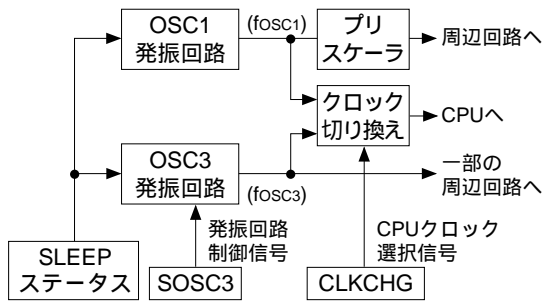 OSC1
発振回路
(fOSC1)
プリ
スケーラ
周辺回路へ
クロック
切り換え
CPUへ
OSC3
発振回路
(fOSC3)
一部の
周辺回路へ
発振回路
制御信号
CPUクロック
選択信号
SLEEP
ステータス
SOSC3
CLKCHG